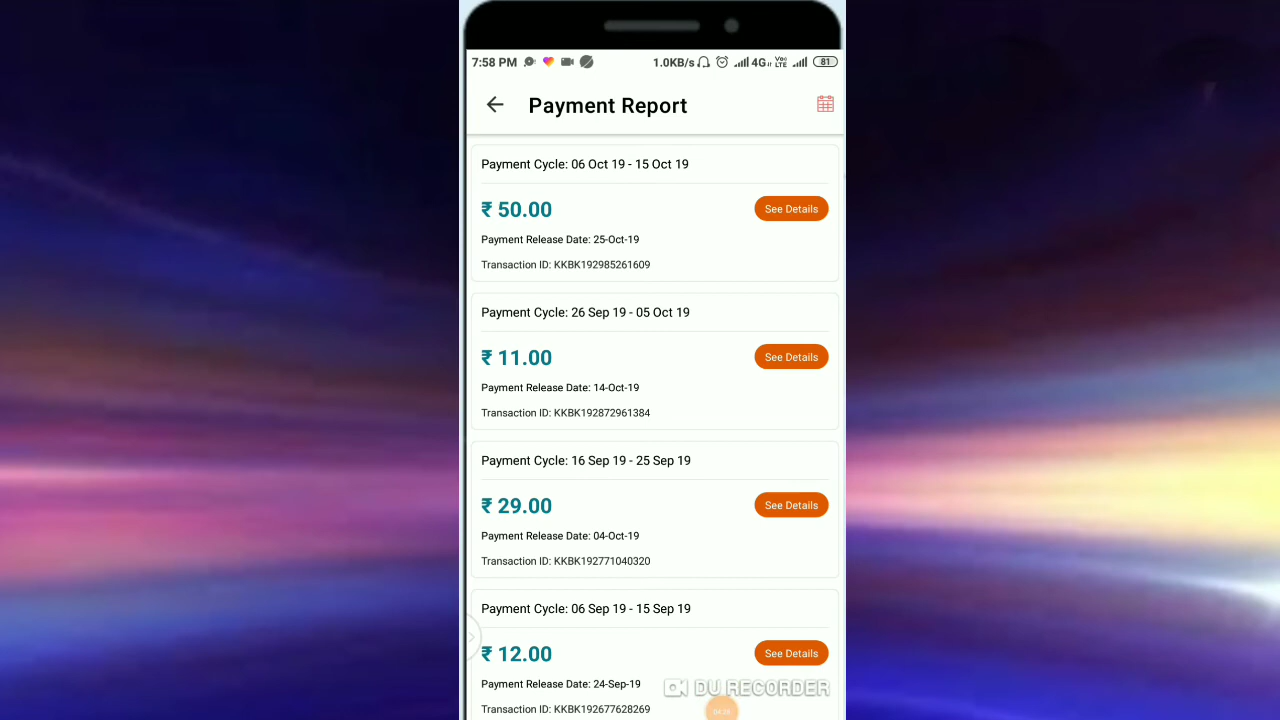 7:58 PM 1.0KB/s 4G Vo LTE 81
Payment Report
Payment Cycle: 06 Oct 19 - 15 Oct 19
₹ 50.00 See Details
Payment Release Date: 25-Oct-19
Transaction ID: KKBK192985261609
Payment Cycle: 26 Sep 19 - 05 Oct 19
₹ 11.00 See Details
Payment Release Date: 14-Oct-19
Transaction ID: KKBK192872961384
Payment Cycle: 16 Sep 19 - 25 Sep 19
₹ 29.00 See Details
Payment Release Date: 04-Oct-19
Transaction ID: KKBK192771040320
Payment Cycle: 06 Sep 19 - 15 Sep 19
₹ 12.00 See Details
Payment Release Date: 24-Sep-19
DU RECORDER
Transaction ID: KKBK192677628269